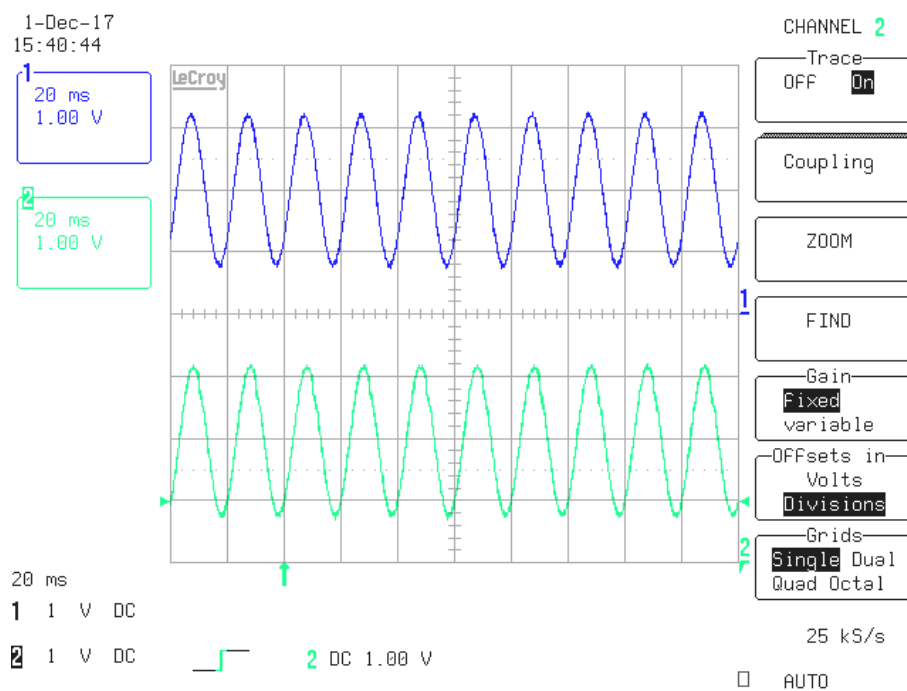 1-Dec-17
15:40:44
1
20 ms
1.00 V
2
20 ms
1.00 V
LeCroy
1
2
CHANNEL 2
Trace
OFF On
Coupling
ZOOM
FIND
Gain
Fixed
variable
OFFsets in
Volts
Divisions
Grids
Single Dual
Quad Octal
20 ms
1 1 V DC
2 1 V DC
2 DC 1.00 V
25 kS/s
AUTO